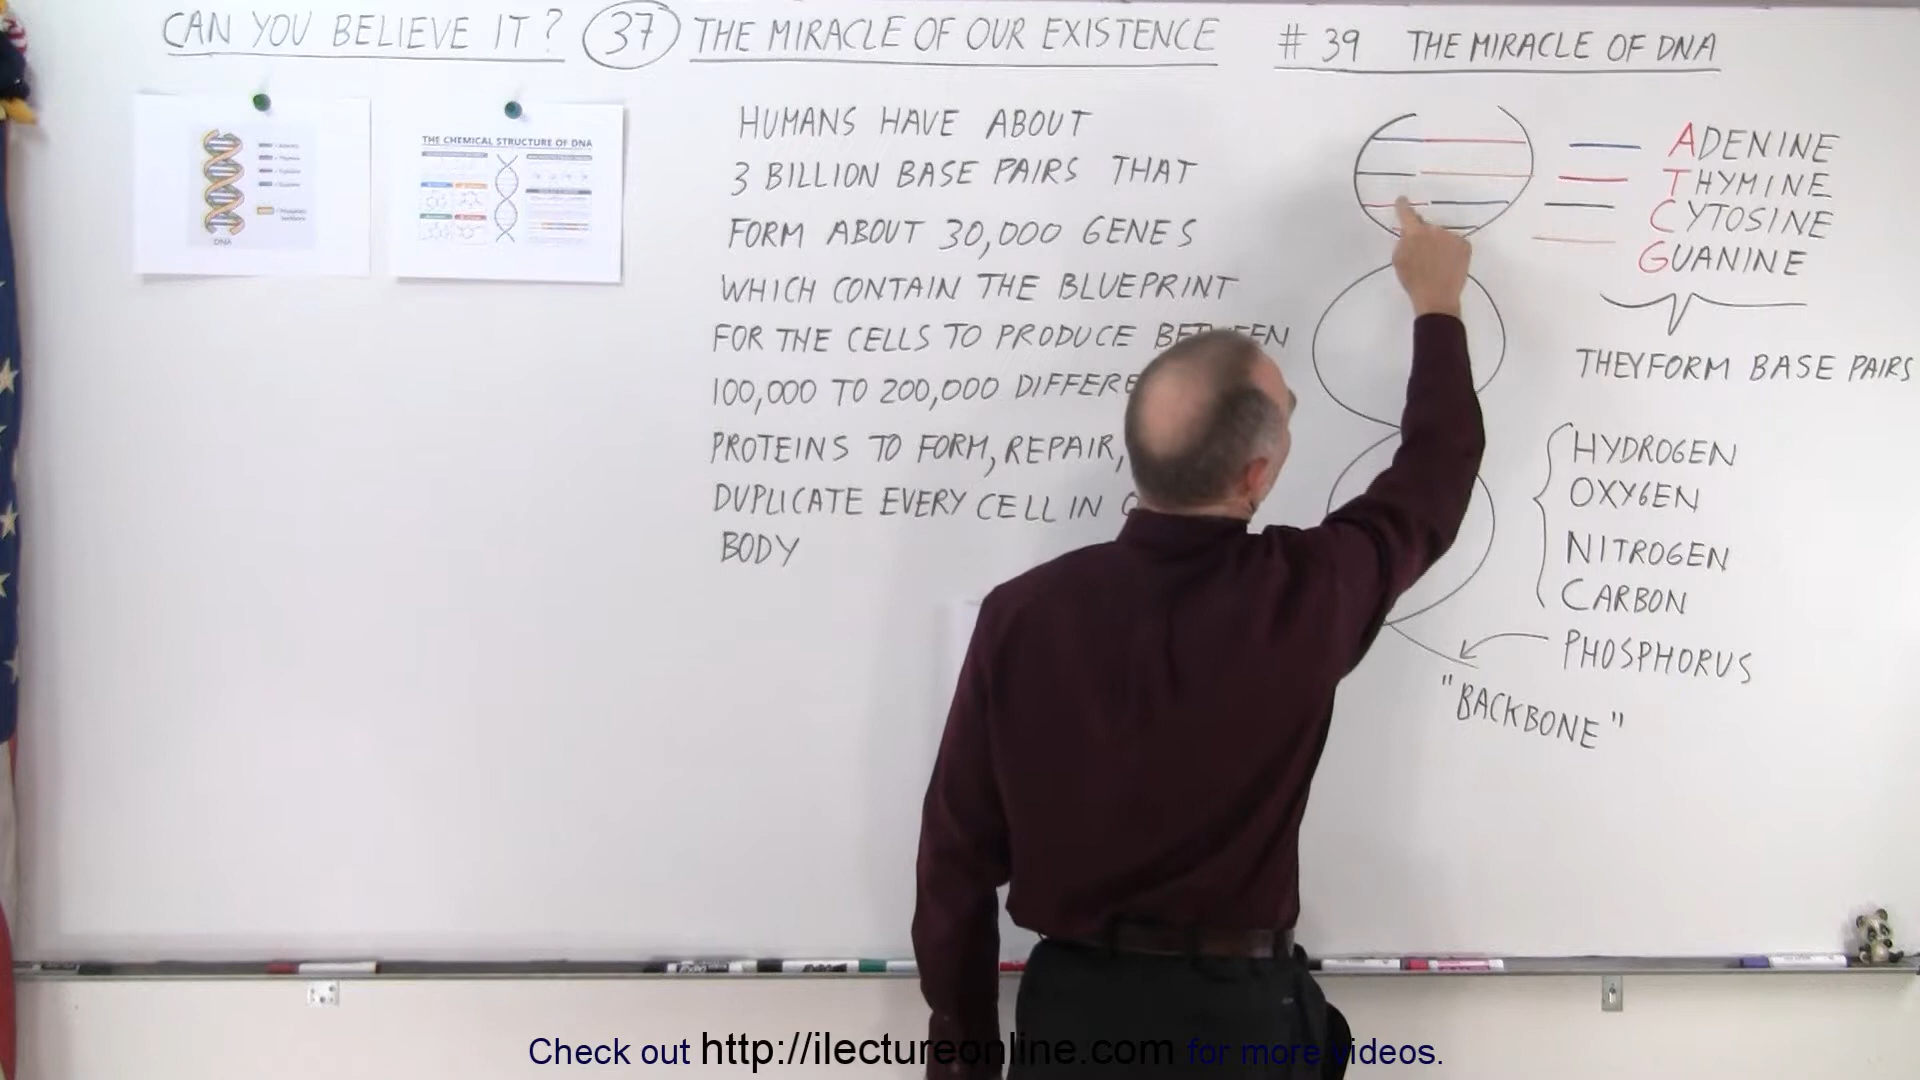 CAN YOU BELIEVE IT? 37 THE MIRACLE OF OUR EXISTENCE # 39 THE MIRACLE OF DNA
DNA
THE CHEMICAL STRUCTURE OF DNA
HUMANS HAVE ABOUT
3 BILLION BASE PAIRS THAT
FORM ABOUT 30,000 GENES
WHICH CONTAIN THE BLUEPRINT
FOR THE CELLS TO PRODUCE BETWEEN
100,000 TO 200,000 DIFFERE
PROTEINS TO FORM, REPAIR,
DUPLICATE EVERY CELL IN O
BODY
ADENINE
THYMINE
CYTOSINE
GUANINE
THEY FORM BASE PAIRS
HYDROGEN
OXYGEN
NITROGEN
CARBON
PHOSPHORUS
"BACKBONE"
EXPO
Check out http://ilectureonline.com for more videos.